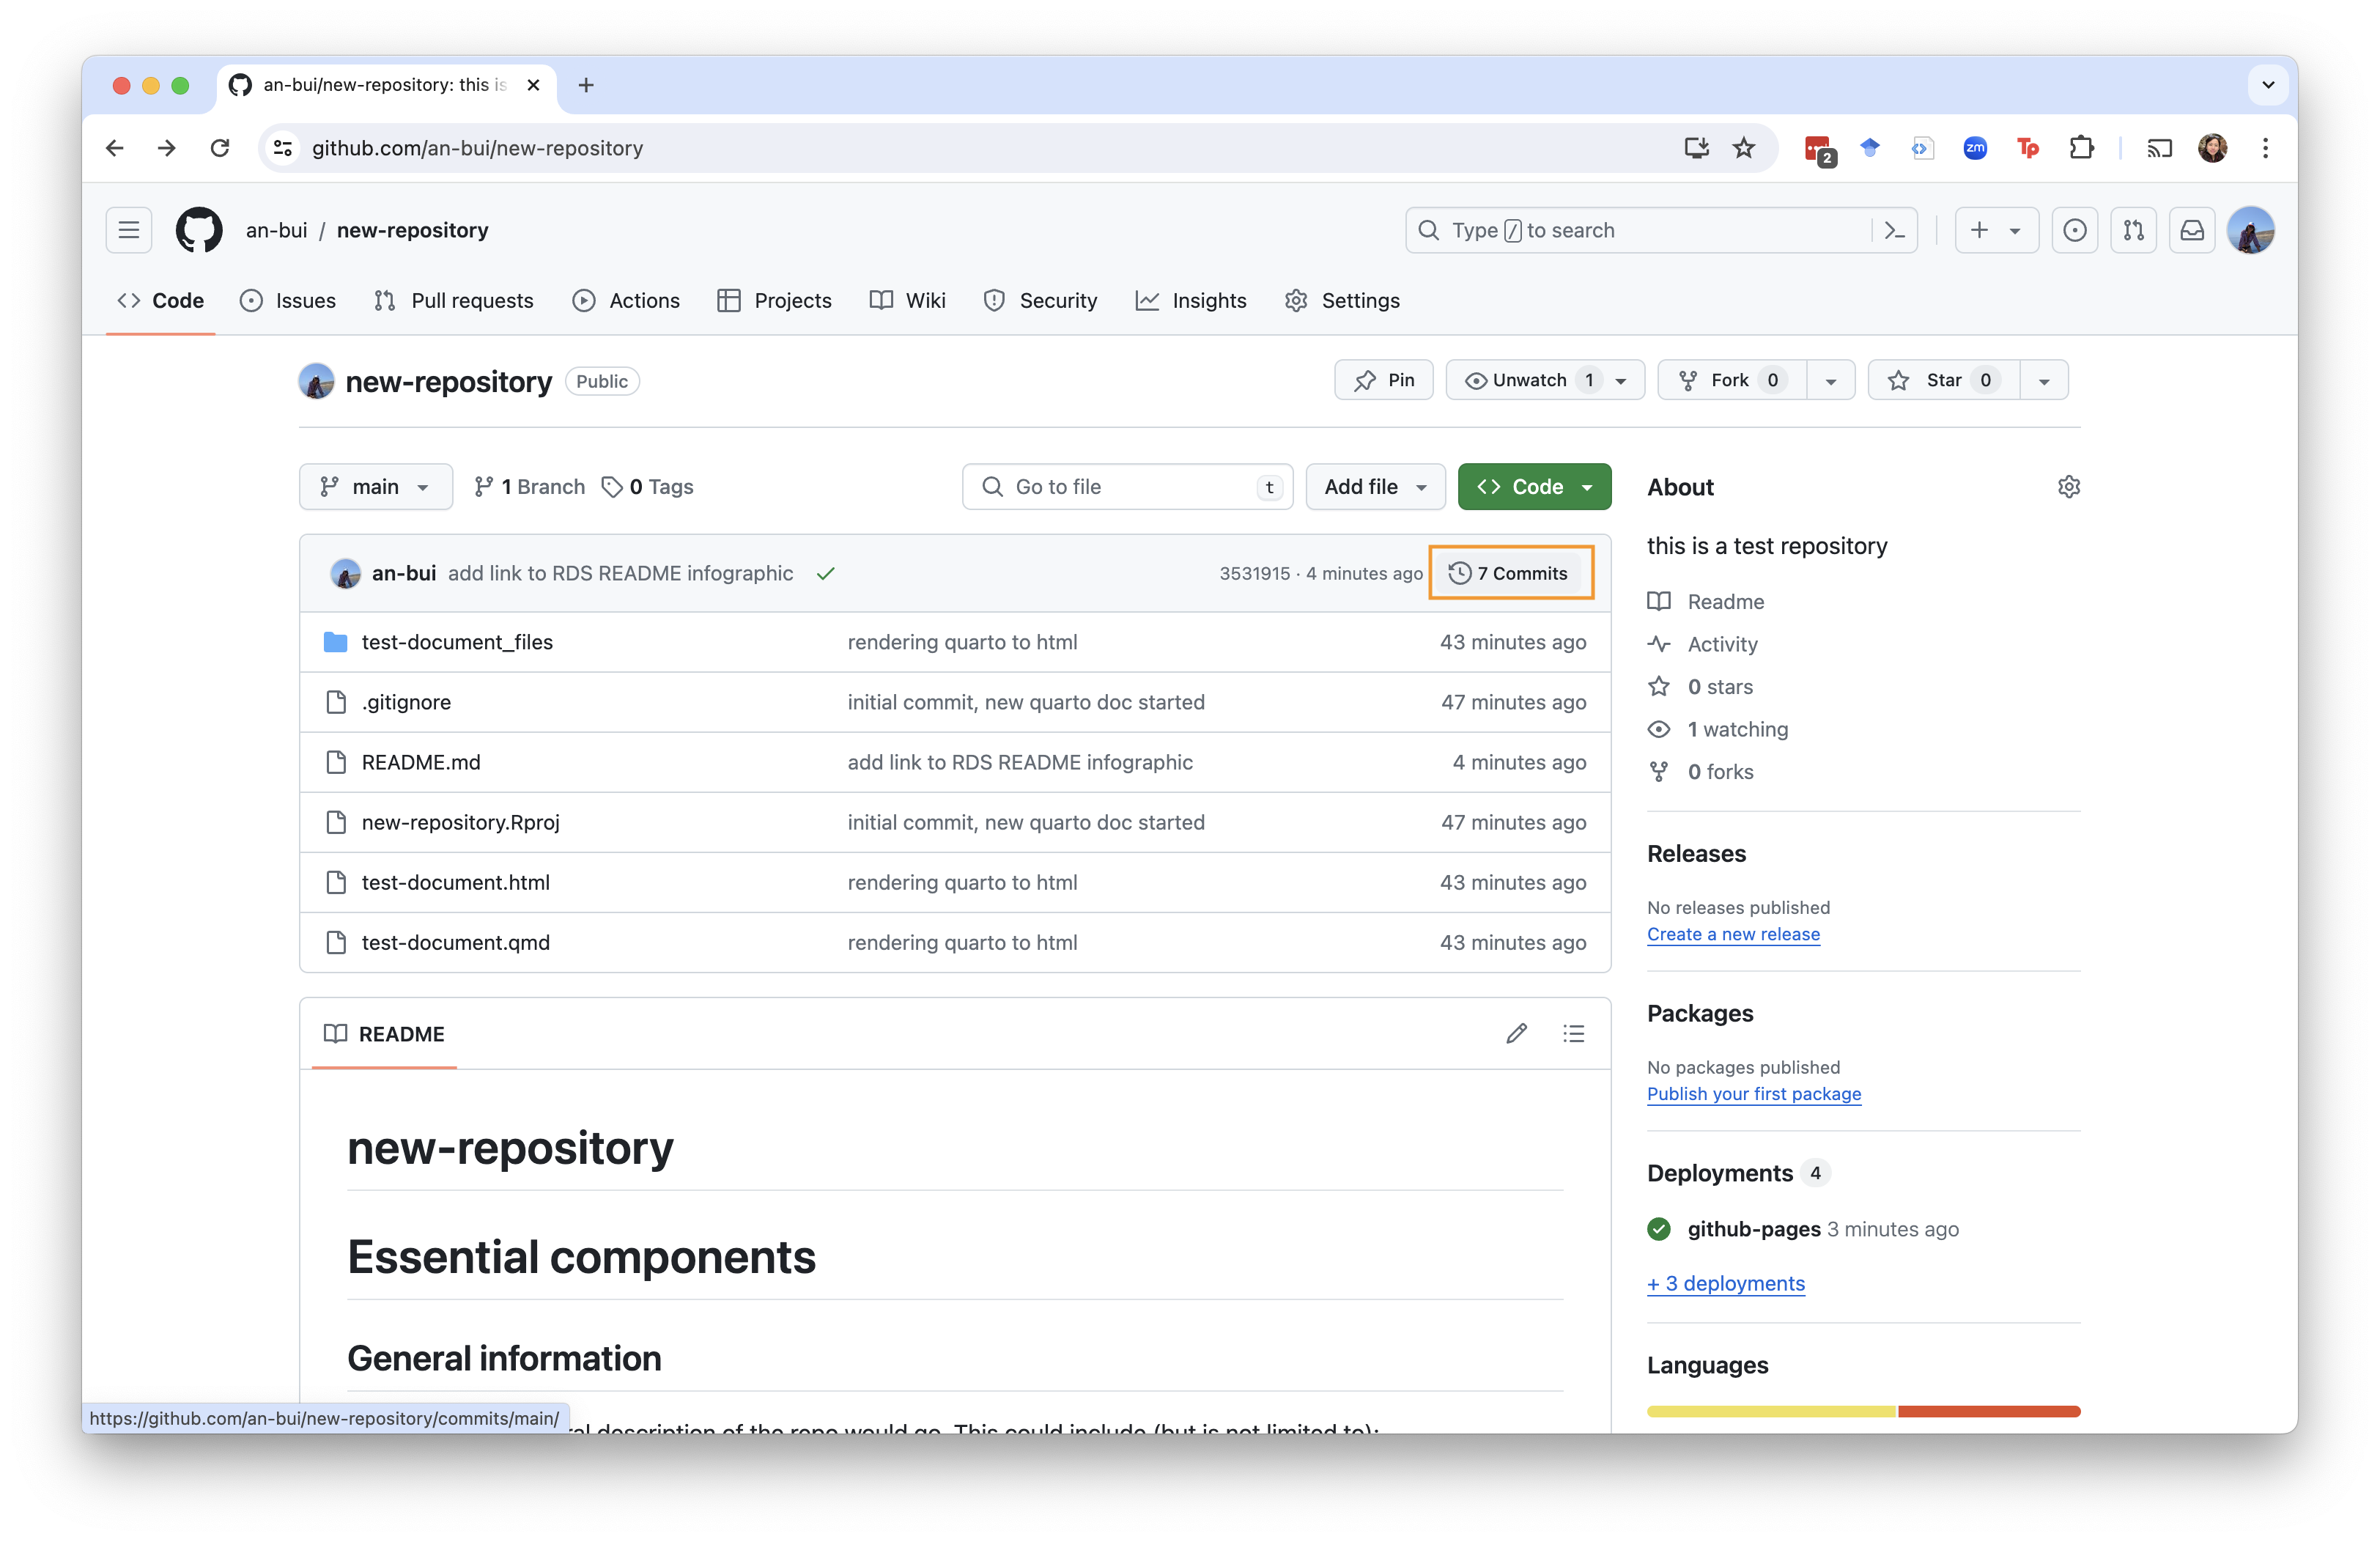 an-bui/new-repository: this is
github.com/an-bui/new-repository
2
zm
Tp
an-bui / new-repository
Type / to search
Code
Issues
Pull requests
Actions
Projects
Wiki
Security
Insights
Settings
new-repository Public
Pin
Unwatch 1
Fork 0
Star 0
main
1 Branch
0 Tags
Go to file t
Add file
Code
an-bui add link to RDS README infographic
3531915 · 4 minutes ago
7 Commits
test-document_files rendering quarto to html 43 minutes ago
.gitignore initial commit, new quarto doc started 47 minutes ago
README.md add link to RDS README infographic 4 minutes ago
new-repository.Rproj initial commit, new quarto doc started 47 minutes ago
test-document.html rendering quarto to html 43 minutes ago
test-document.qmd rendering quarto to html 43 minutes ago
README
new-repository
Essential components
General information
ral description of the repo would go. This could include (but is not limited to):
https://github.com/an-bui/new-repository/commits/main/
About
this is a test repository
Readme
Activity
0 stars
1 watching
0 forks
Releases
No releases published
Create a new release
Packages
No packages published
Publish your first package
Deployments 4
github-pages 3 minutes ago
+ 3 deployments
Languages